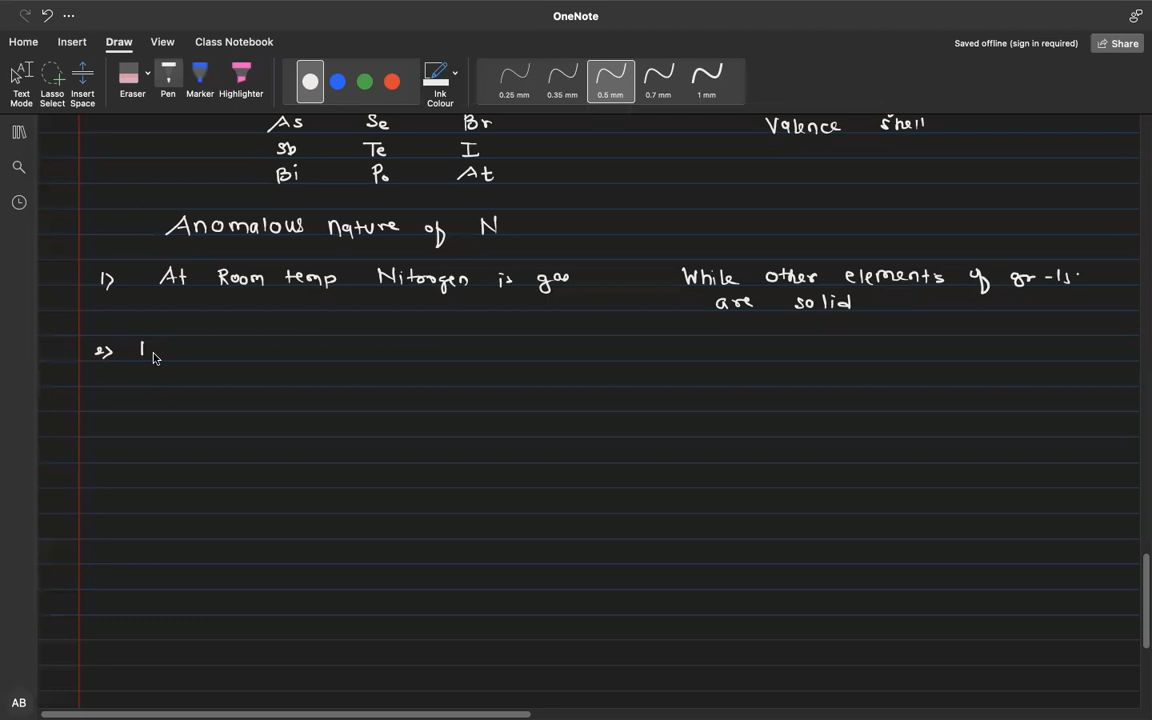 OneNote
Home Insert Draw View Class Notebook
Saved offline (sign in required) Share
Text Mode Lasso Select Insert Space Eraser Pen Marker Highlighter Ink Colour 0.25 mm 0.35 mm 0.5 mm 0.7 mm 1 mm
As Se Br Valence shell
Sb Te I
Bi Po At
Anomalous nature of N
1) At Room temp Nitrogen is gas While other elements of gr-15
are solid
2)
AB